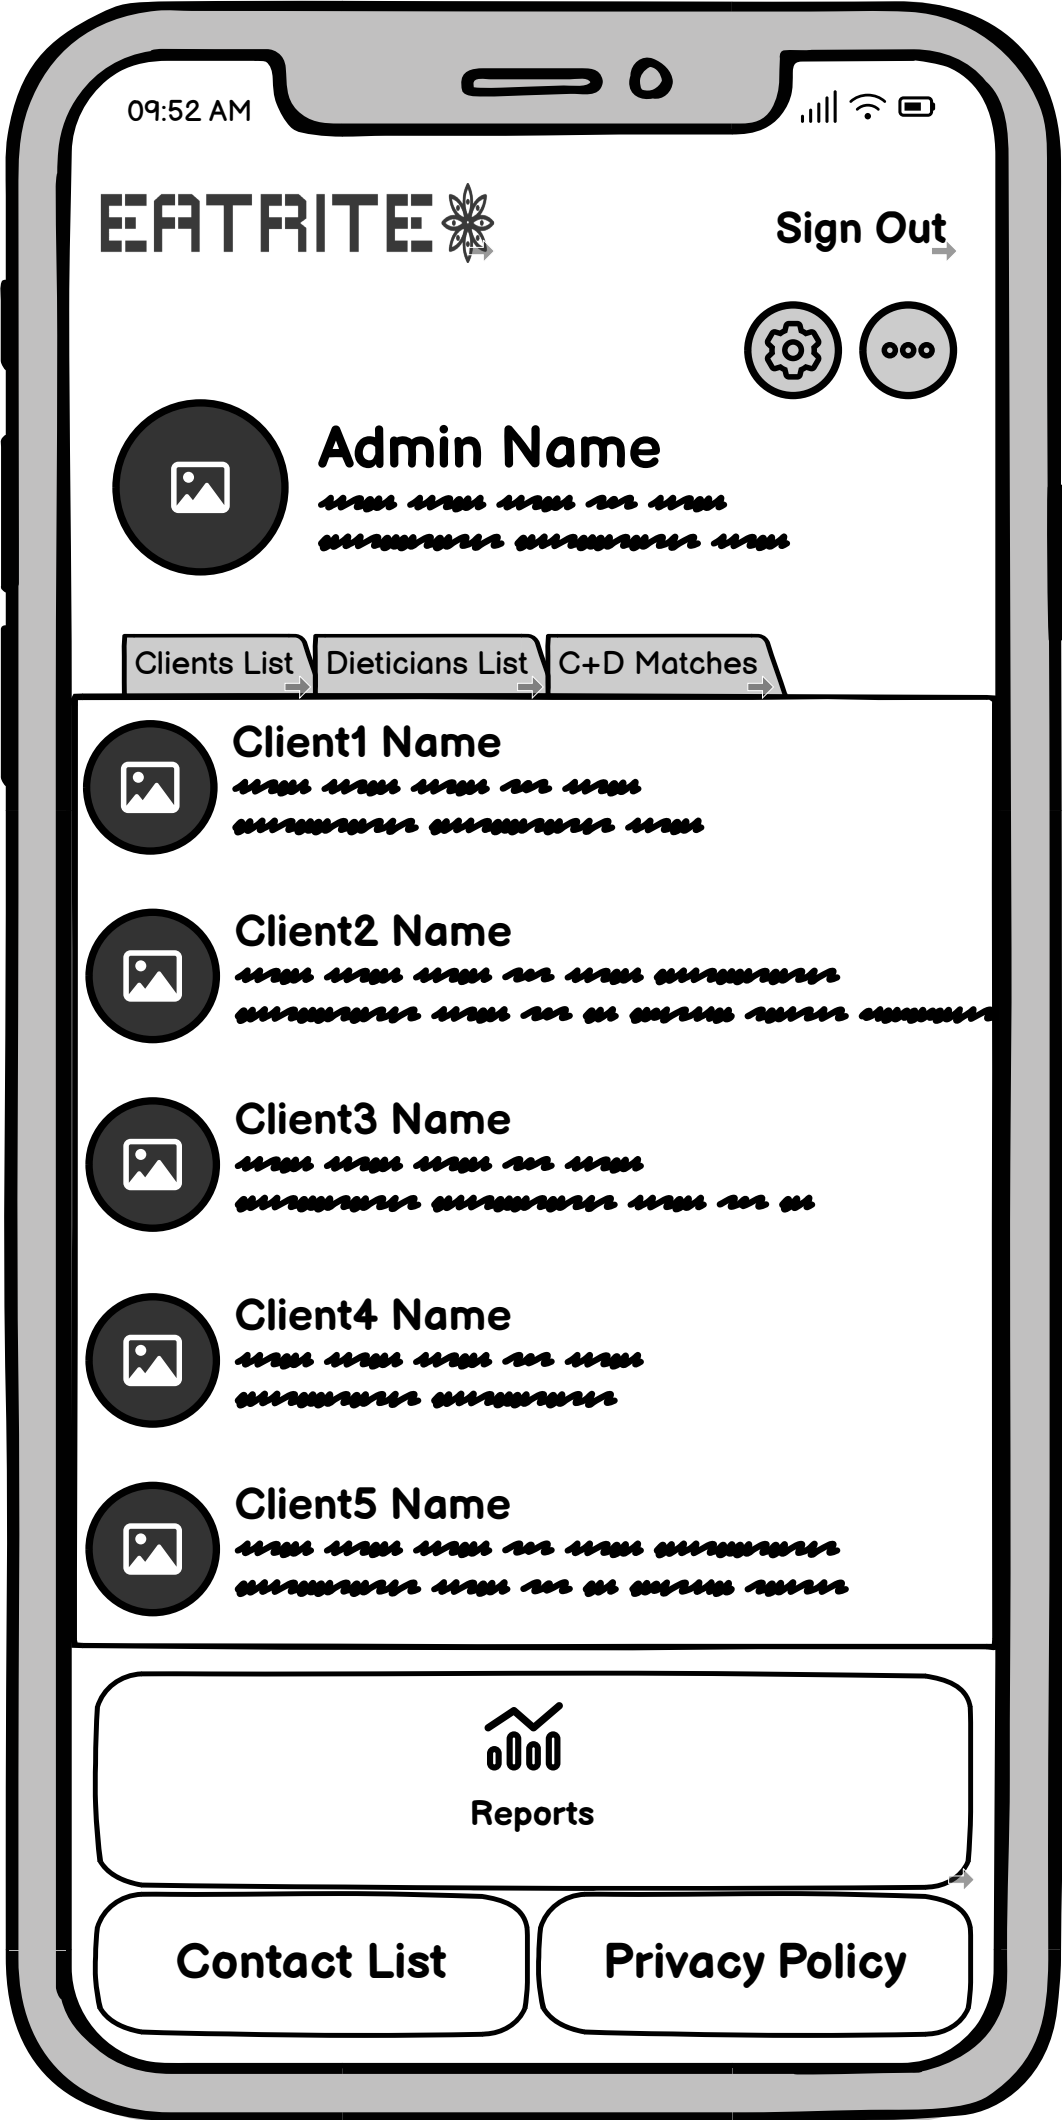 09:52 AM
EATRITE
Sign Out
Admin Name
Clients List
Dieticians List
C+D Matches
Client1 Name
Client2 Name
Client3 Name
Client4 Name
Client5 Name
Reports
Contact List
Privacy Policy